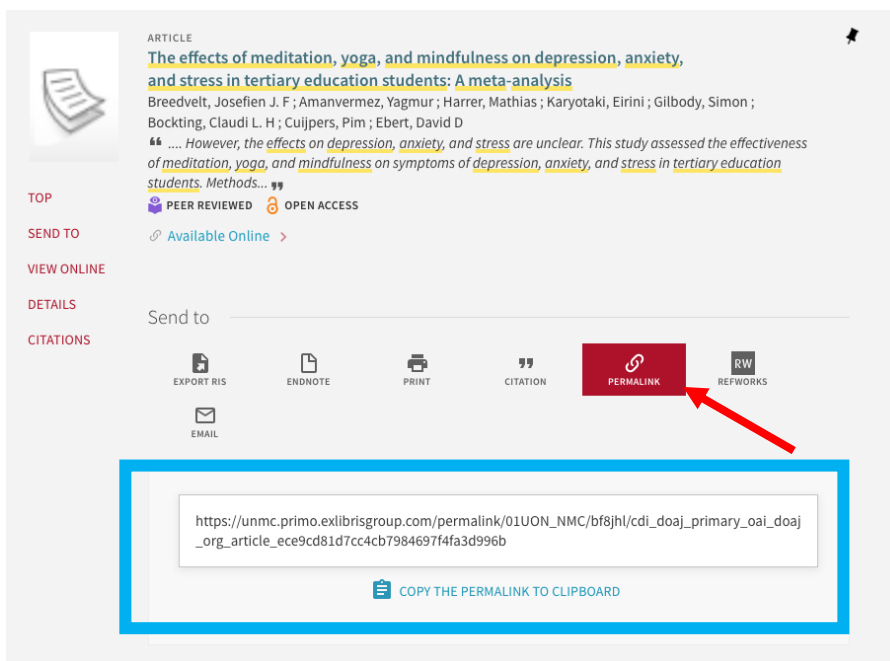 ARTICLE
The effects of meditation, yoga, and mindfulness on depression, anxiety,
and stress in tertiary education students: A meta-analysis
Breedvelt, Josefien J. F ; Amanvermez, Yagmur ; Harrer, Mathias ; Karyotaki, Eirini ; Gilbody, Simon ;
Bockting, Claudi L. H ; Cuijpers, Pim ; Ebert, David D
❝ .... However, the effects on depression, anxiety, and stress are unclear. This study assessed the effectiveness
of meditation, yoga, and mindfulness on symptoms of depression, anxiety, and stress in tertiary education
students. Methods... ❞
PEER REVIEWED OPEN ACCESS
Available Online >
TOP
SEND TO
VIEW ONLINE
DETAILS
CITATIONS
Send to
EXPORT RIS
ENDNOTE
PRINT
CITATION
PERMALINK
RW
REFWORKS
EMAIL
https://unmc.primo.exlibrisgroup.com/permalink/01UON_NMC/bf8jhl/cdi_doaj_primary_oai_doaj
_org_article_ece9cd81d7cc4cb7984697f4fa3d996b
COPY THE PERMALINK TO CLIPBOARD